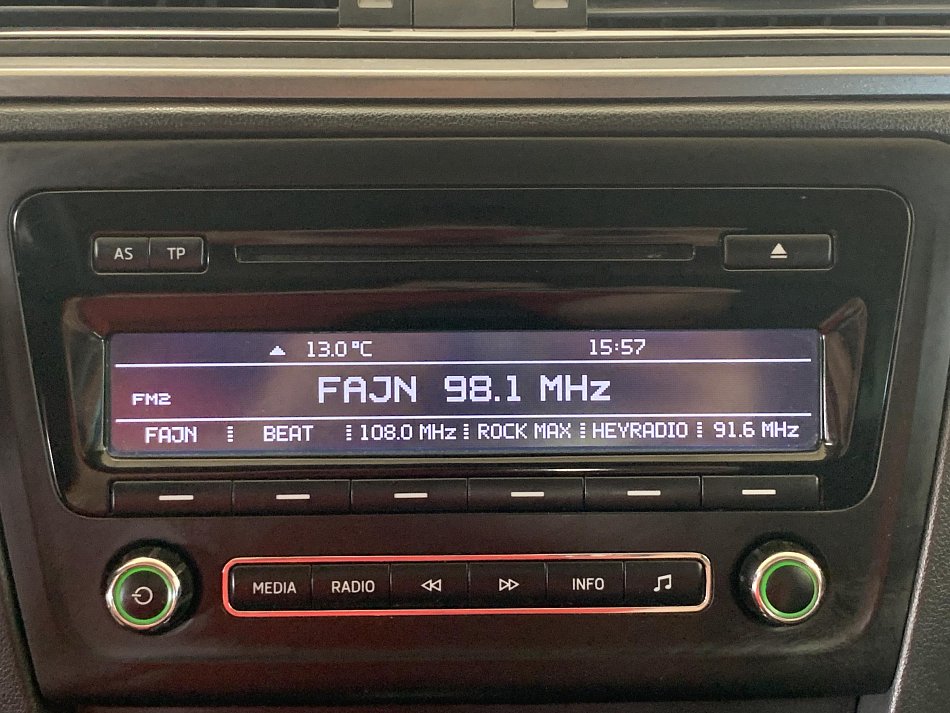 AS TP
13.0 °C 15:57
FM2 FAJN 98.1 MHz
FAJN BEAT 108.0 MHz ROCK MAX HEYRADIO 91.6 MHz
MEDIA RADIO INFO